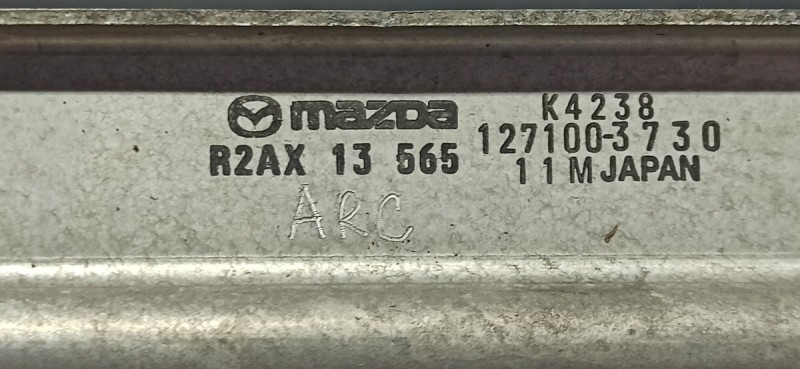 mazda
R2AX 13 565
K4238
127100-3730
11M JAPAN
ARC